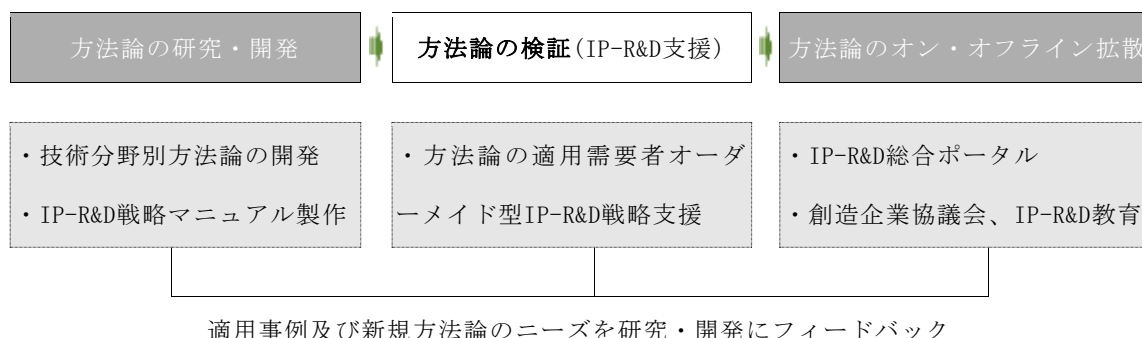 方法論の研究・開発
方法論の検証(IP-R&D支援)
方法論のオン・オフライン拡散
・技術分野別方法論の開発
・IP-R&D戦略マニュアル製作
・方法論の適用需要者オーダ
ーメイド型IP-R&D戦略支援
・IP-R&D総合ポータル
・創造企業協議会、IP-R&D教育
適用事例及び新規方法論のニーズを研究・開発にフィードバック